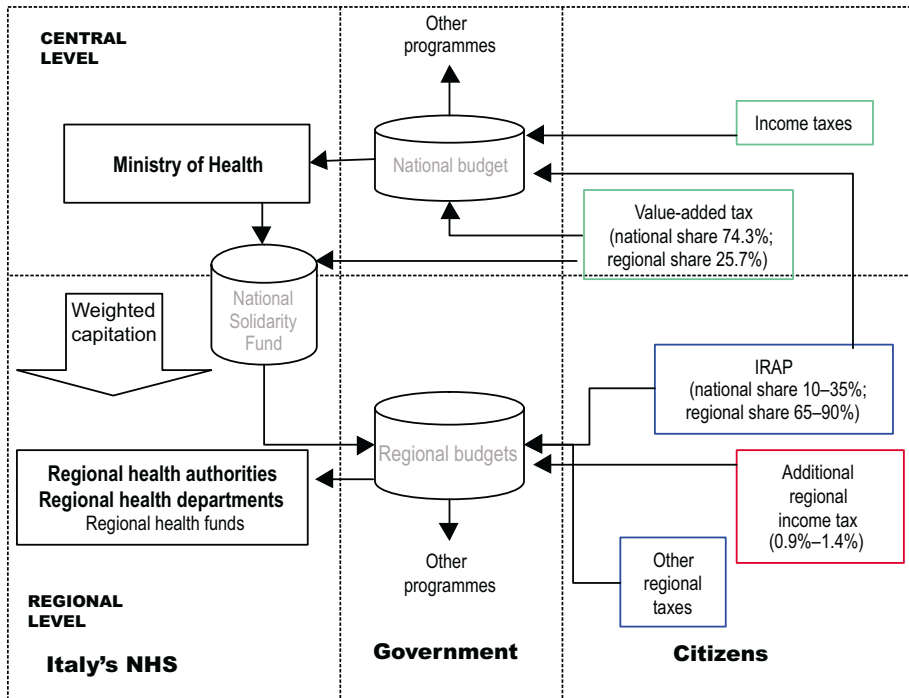 CENTRAL
LEVEL
Other
programmes
Income taxes
Ministry of Health
National budget
Value-added tax
(national share 74.3%;
regional share 25.7%)
National
Solidarity
Fund
Weighted
capitation
IRAP
(national share 10–35%;
regional share 65–90%)
Regional budgets
Regional health authorities
Regional health departments
Regional health funds
Additional
regional
income tax
(0.9%–1.4%)
Other
programmes
Other
regional
taxes
REGIONAL
LEVEL
Italy's NHS
Government
Citizens